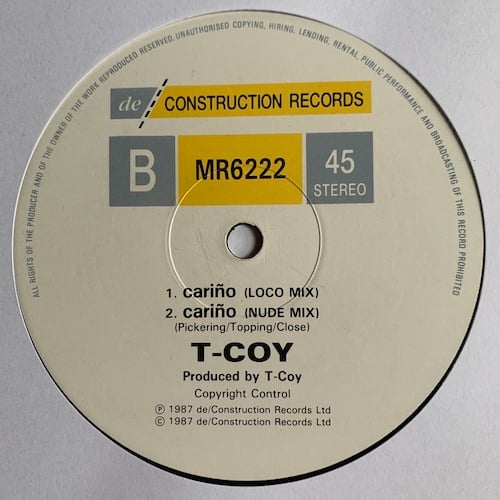 ALL RIGHTS OF THE PRODUCER AND OF THE OWNER OF THE WORK REPRODUCED RESERVED. UNAUTHORISED COPYING, HIRING, LENDING, RENTAL, PUBLIC PERFORMANCE AND BROADCASTING OF THIS RECORD PROHIBITED
de/CONSTRUCTION RECORDS
B
MR6222
45
STEREO
1. cariño (LOCO MIX)
2. cariño (NUDE MIX)
(Pickering/Topping/Close)
T-COY
Produced by T-Coy
Copyright Control
Ⓟ 1987 de/Construction Records Ltd
© 1987 de/Construction Records Ltd